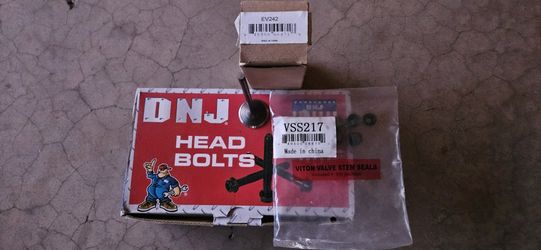 EV242
DNJ
HEAD
BOLTS
VSS217
Made in china
VITON VALVE STEM SEALS